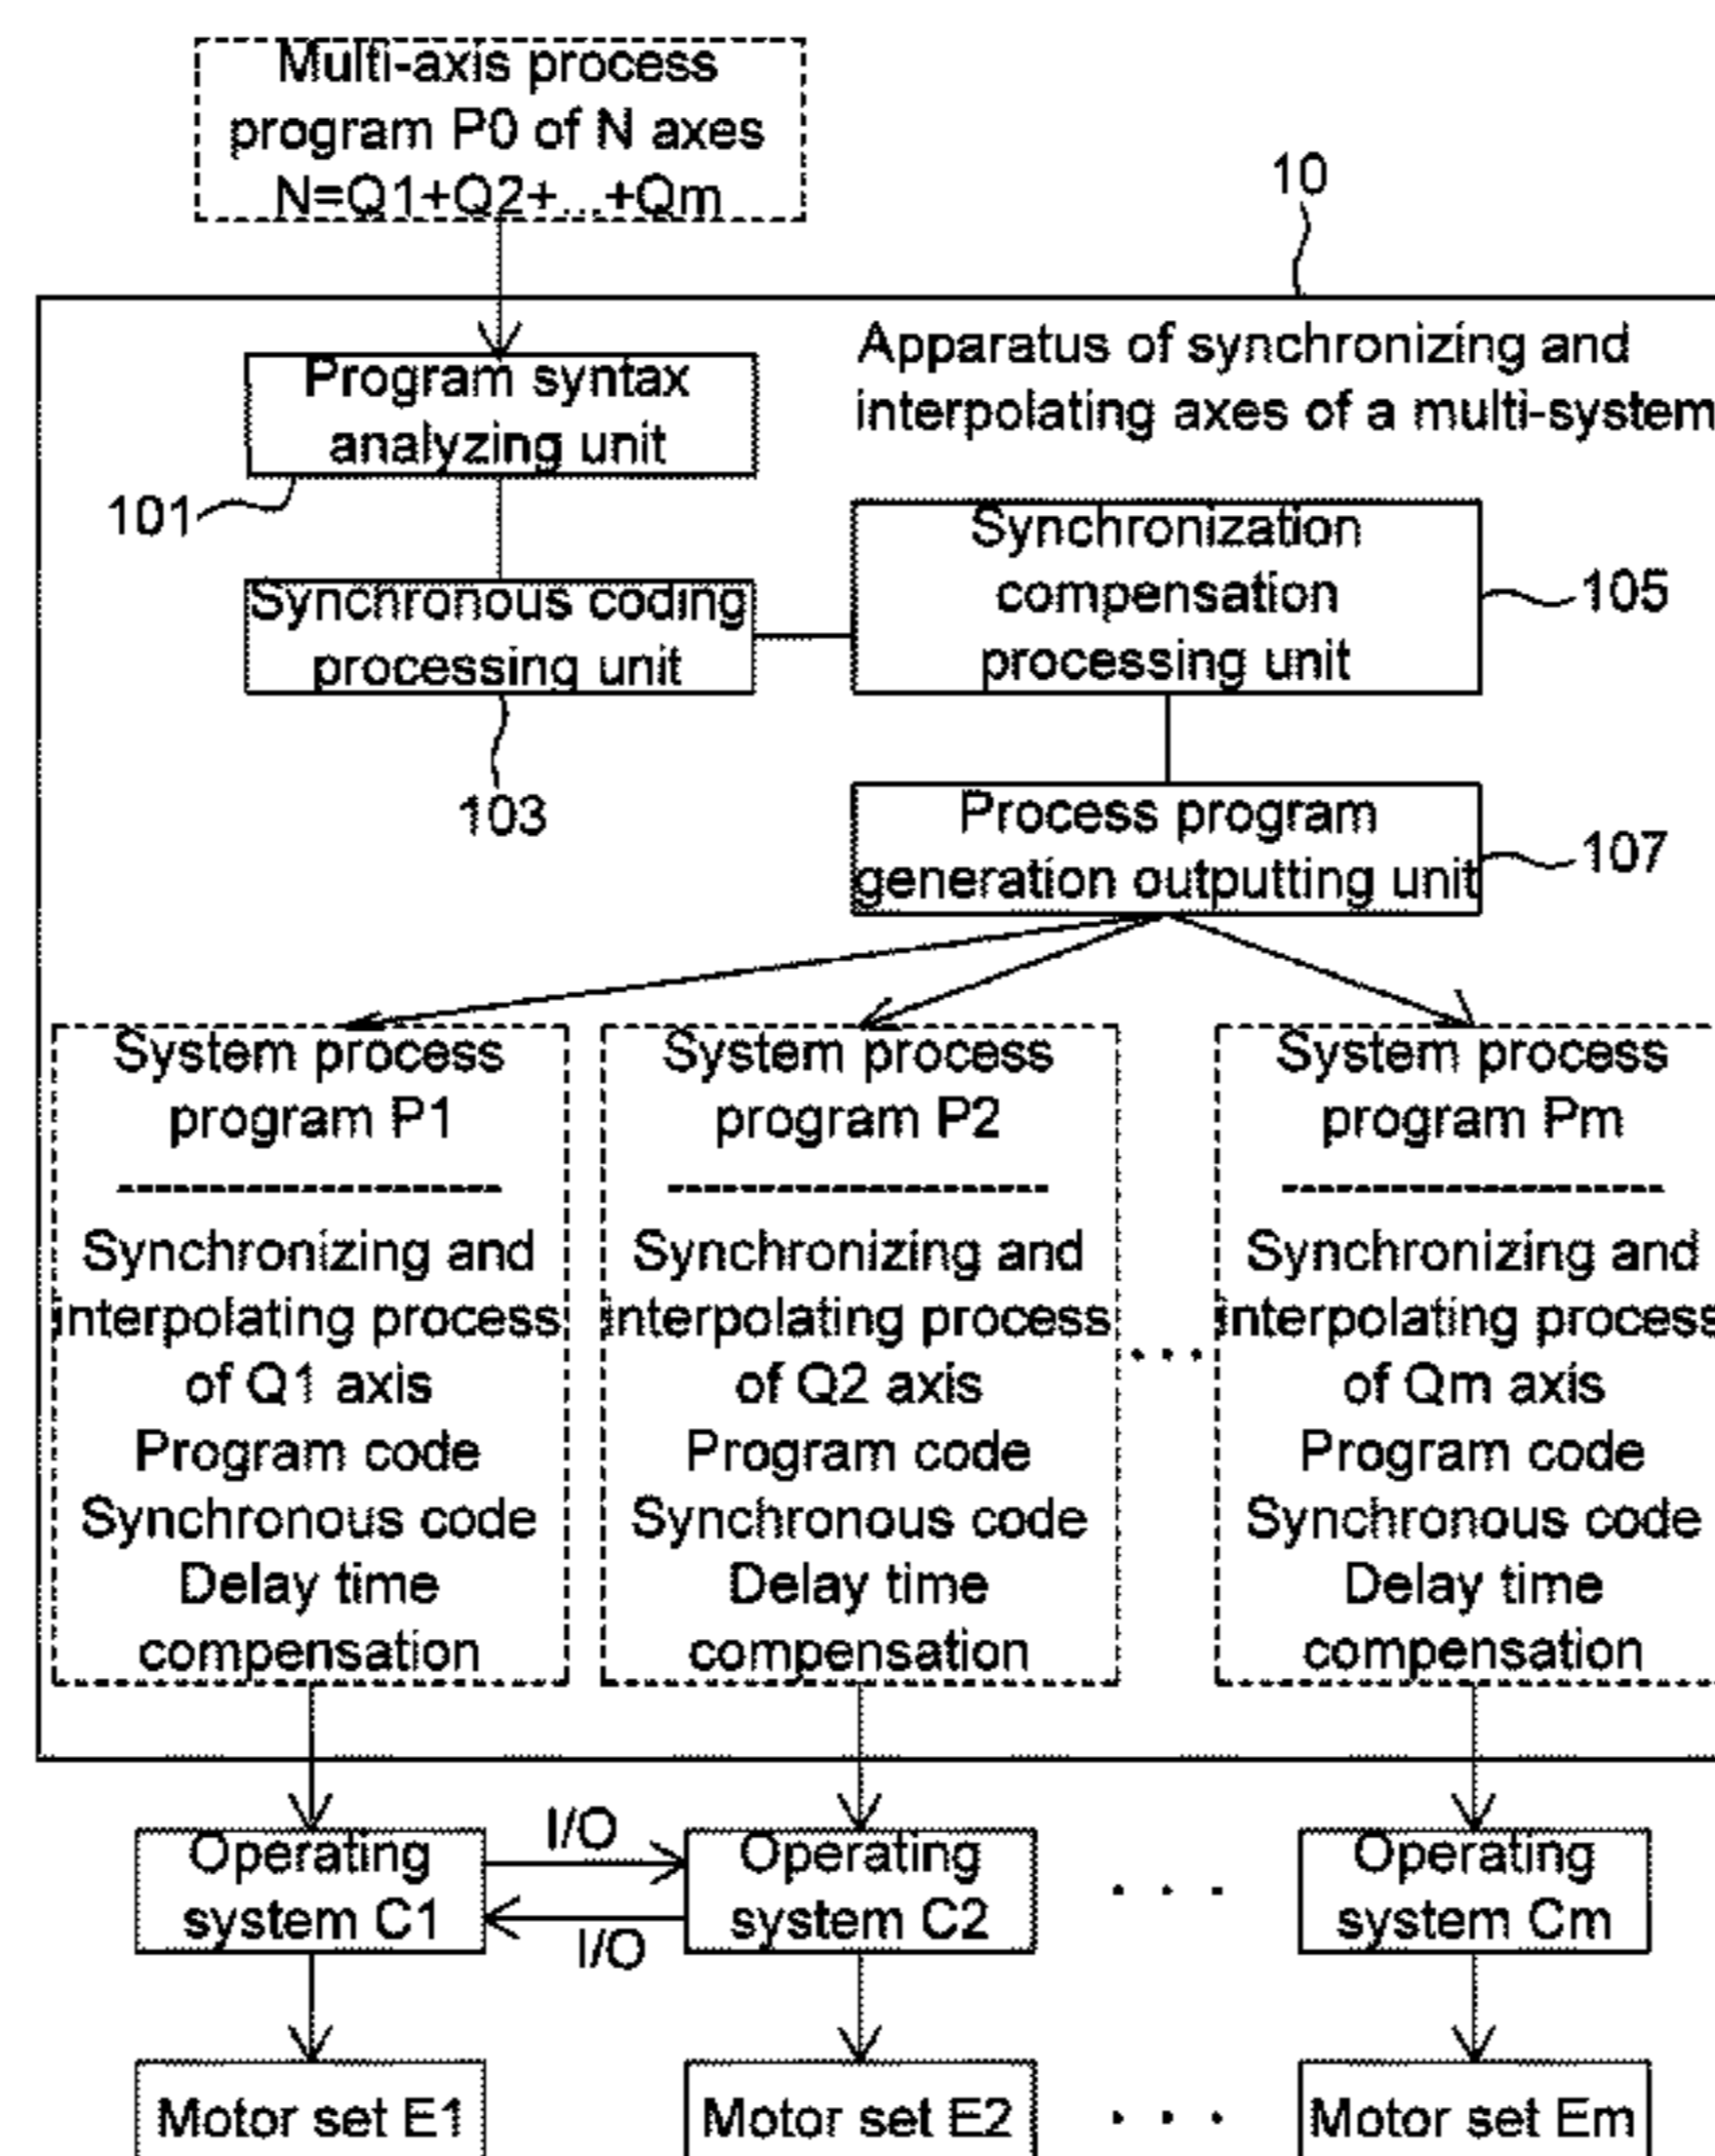 Multi-axis process
program P0 of N axes
N=Q1+Q2+...+Qm
10
Apparatus of synchronizing and
interpolating axes of a multi-system
Program syntax
analyzing unit
101
Synchronous coding
processing unit
103
Synchronization
compensation
processing unit
105
Process program
generation outputting unit
107
System process
program P1
---------------------
Synchronizing and
interpolating process
of Q1 axis
Program code
Synchronous code
Delay time
compensation
System process
program P2
---------------------
Synchronizing and
interpolating process
of Q2 axis
Program code
Synchronous code
Delay time
compensation
. . .
System process
program Pm
---------------------
Synchronizing and
interpolating process
of Qm axis
Program code
Synchronous code
Delay time
compensation
Operating
system C1
I/O
I/O
Operating
system C2
. . .
Operating
system Cm
Motor set E1
Motor set E2
. . .
Motor set Em